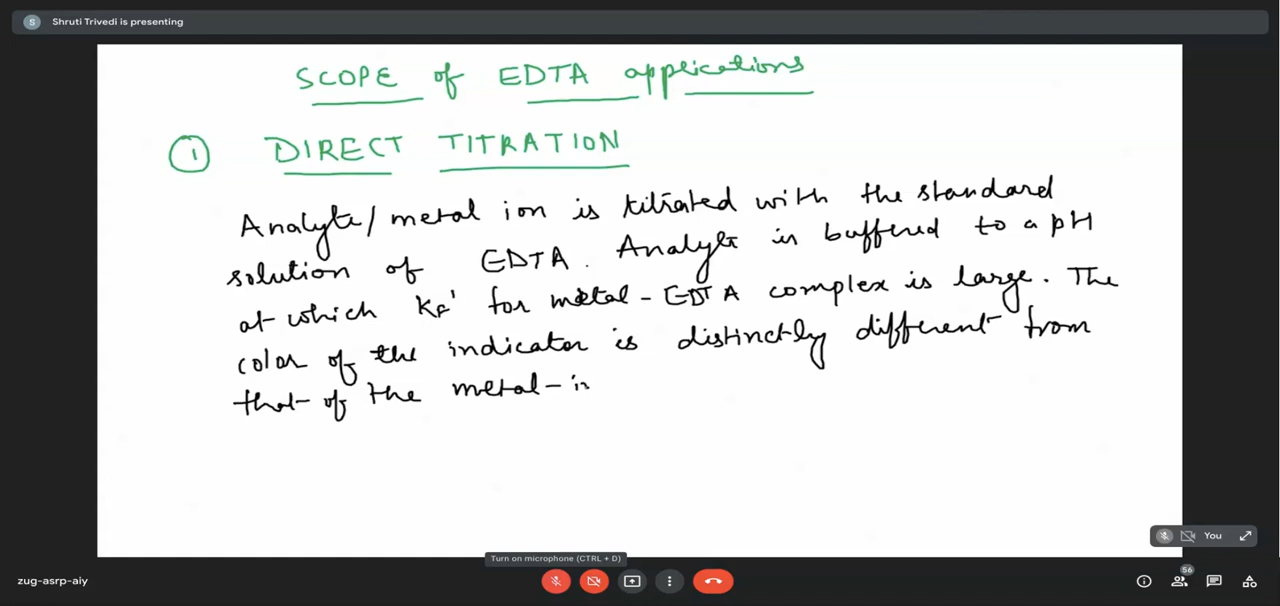 S Shruti Trivedi is presenting
SCOPE of EDTA applications
1 DIRECT TITRATION
Analyte/metal ion is titrated with the standard
solution of EDTA. Analyte is buffered to a pH
at which Kf' for metal-EDTA complex is large. The
color of the indicator is distinctly different from
that of the metal-in
You
Turn on microphone (CTRL + D)
zug-asrp-aiy
56